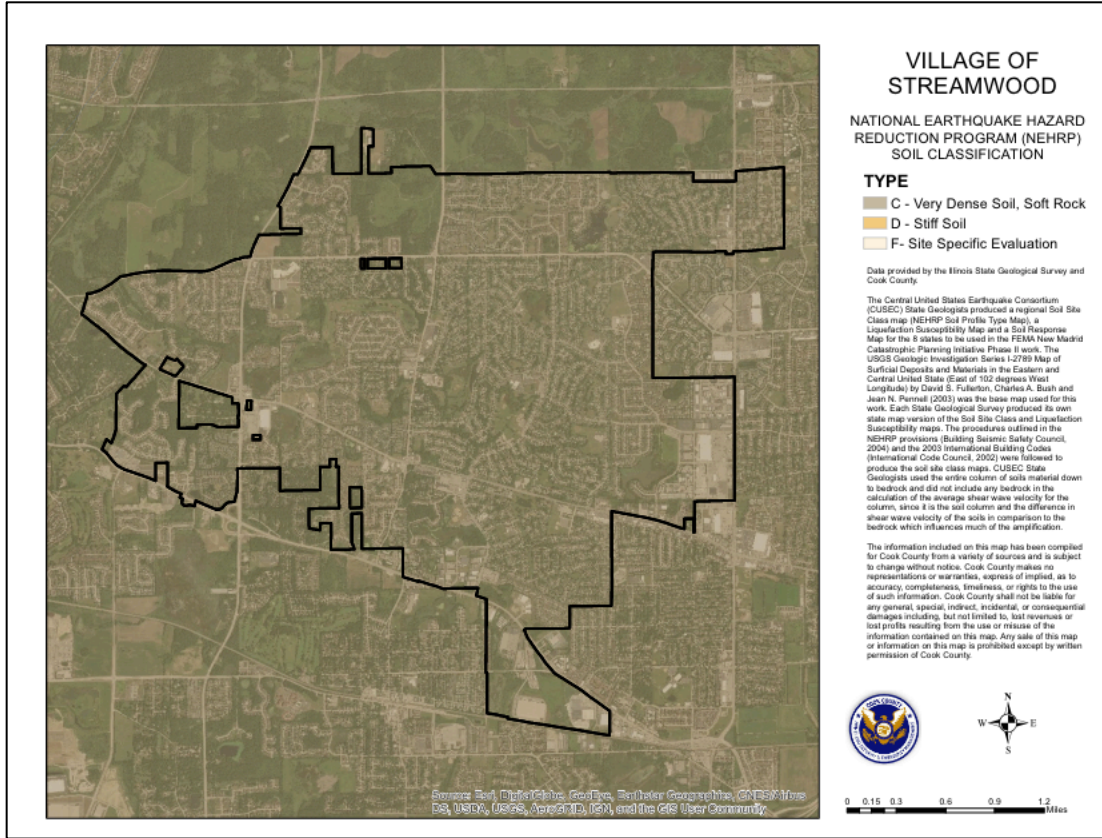 VILLAGE OF
STREAMWOOD
NATIONAL EARTHQUAKE HAZARD
REDUCTION PROGRAM (NEHRP)
SOIL CLASSIFICATION
TYPE
C - Very Dense Soil, Soft Rock
D - Stiff Soil
F- Site Specific Evaluation
Data provided by the Illinois State Geological Survey and
Cook County.
The Central United States Earthquake Consortium
(CUSEC) State Geologists produced a regional Soil Site
Class map (NEHRP Soil Profile Type Map), a
Liquefaction Susceptibility Map and a Soil Response
Map for the 8 states to be used in the FEMA New Madrid
Catastrophic Planning Initiative Phase II work. The
USGS Geologic Investigation Series I-2789 Map of
Surficial Deposits and Materials in the Eastern and
Central United State (East of 102 degrees West
Longitude) by David S. Fullerton, Charles A. Bush and
Jean N. Pennell (2003) was the base map used for this
work. Each State Geological Survey produced its own
state map version of the Soil Site Class and Liquefaction
Susceptibility maps. The procedures outlined in the
NEHRP provisions (Building Seismic Safety Council,
2004) and the 2003 International Building Codes
(International Code Council, 2002) were followed to
produce the soil site class maps. CUSEC State
Geologists used the entire column of soils material down
to bedrock and did not include any bedrock in the
calculation of the average shear wave velocity for the
column, since it is the soil column and the difference in
shear wave velocity of the soils in comparison to the
bedrock which influences much of the amplification.
The information included on this map has been compiled
for Cook County from a variety of sources and is subject
to change without notice. Cook County makes no
representations or warranties, express of implied, as to
accuracy, completeness, timeliness, or rights to the use
of such information. Cook County shall not be liable for
any general, special, indirect, incidental, or consequential
damages including, but not limited to, lost revenues or
lost profits resulting from the use or misuse of the
information contained on this map. Any sale of this map
or information on this map is prohibited except by written
permission of Cook County.
COOK COUNTY
N
W E
S
0 0.15 0.3 0.6 0.9 1.2
Miles
Source: Esri, DigitalGlobe, GeoEye, Earthstar Geographics, CNES/Airbus
DS, USDA, USGS, AeroGRID, IGN, and the GIS User Community